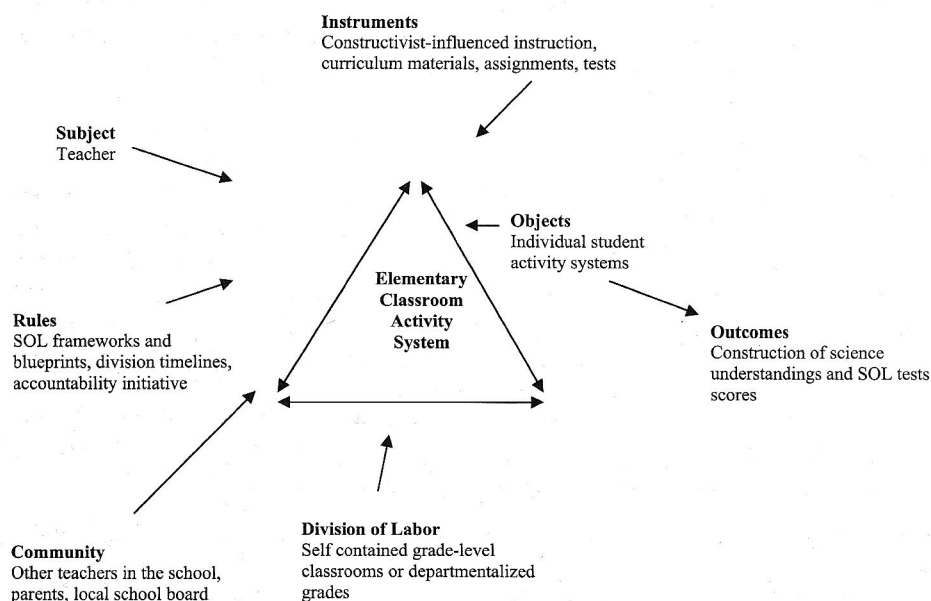 Instruments
Constructivist-influenced instruction,
curriculum materials, assignments, tests
Subject
Teacher
Objects
Individual student
activity systems
Elementary
Classroom
Activity
System
Rules
SOL frameworks and
blueprints, division timelines,
accountability initiative
Outcomes
Construction of science
understandings and SOL tests
scores
Community
Other teachers in the school,
parents, local school board
Division of Labor
Self contained grade-level
classrooms or departmentalized
grades